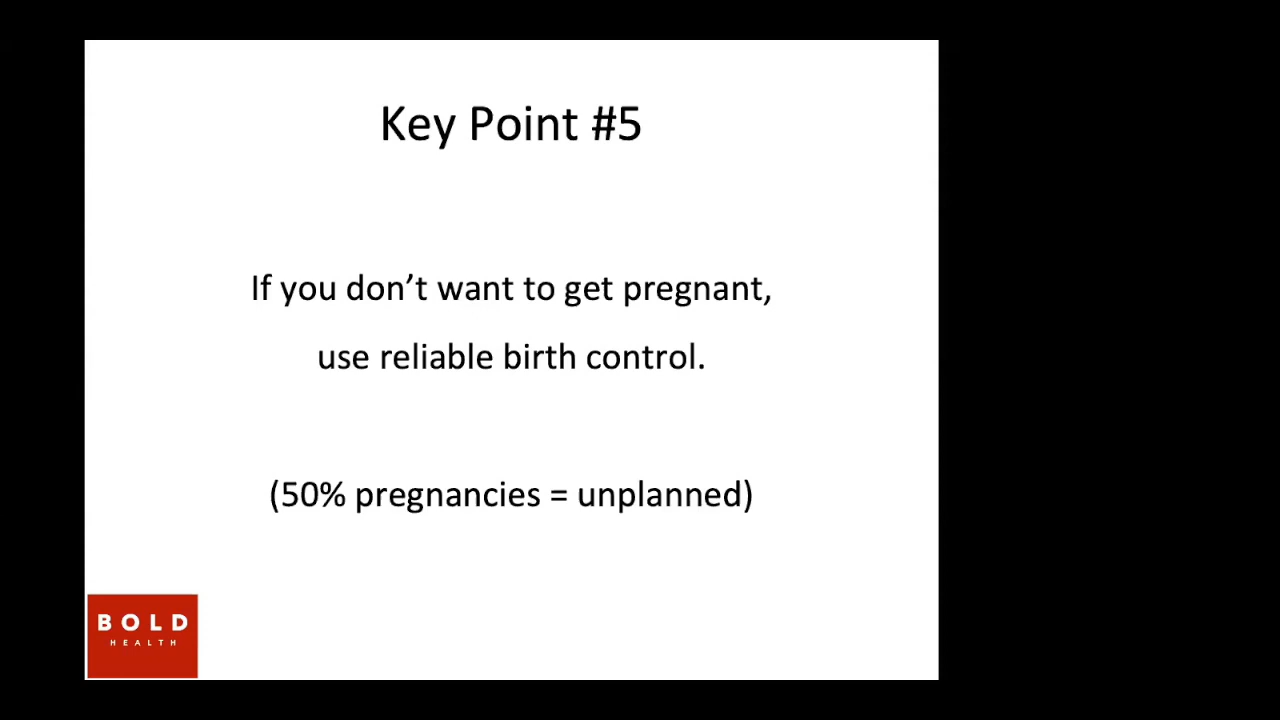 Key Point #5
If you don’t want to get pregnant,
use reliable birth control.
(50% pregnancies = unplanned)
BOLD
HEALTH